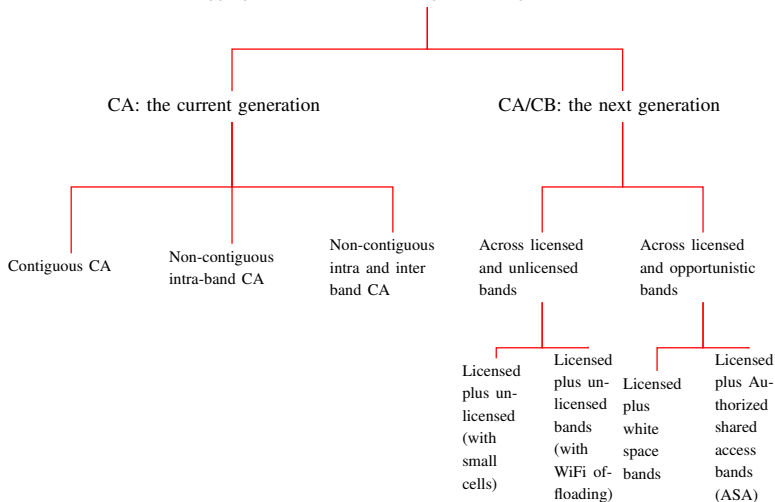 CA: the current generation
CA/CB: the next generation
Contiguous CA
Non-contiguous
intra-band CA
Non-contiguous
intra and inter
band CA
Across licensed
and unlicensed
bands
Across licensed
and opportunistic
bands
Licensed
plus un-
licensed
(with
small
cells)
Licensed
plus un-
licensed
bands
(with
WiFi of-
floading)
Licensed
plus
white
space
bands
Licensed
plus Au-
thorized
shared
access
bands
(ASA)